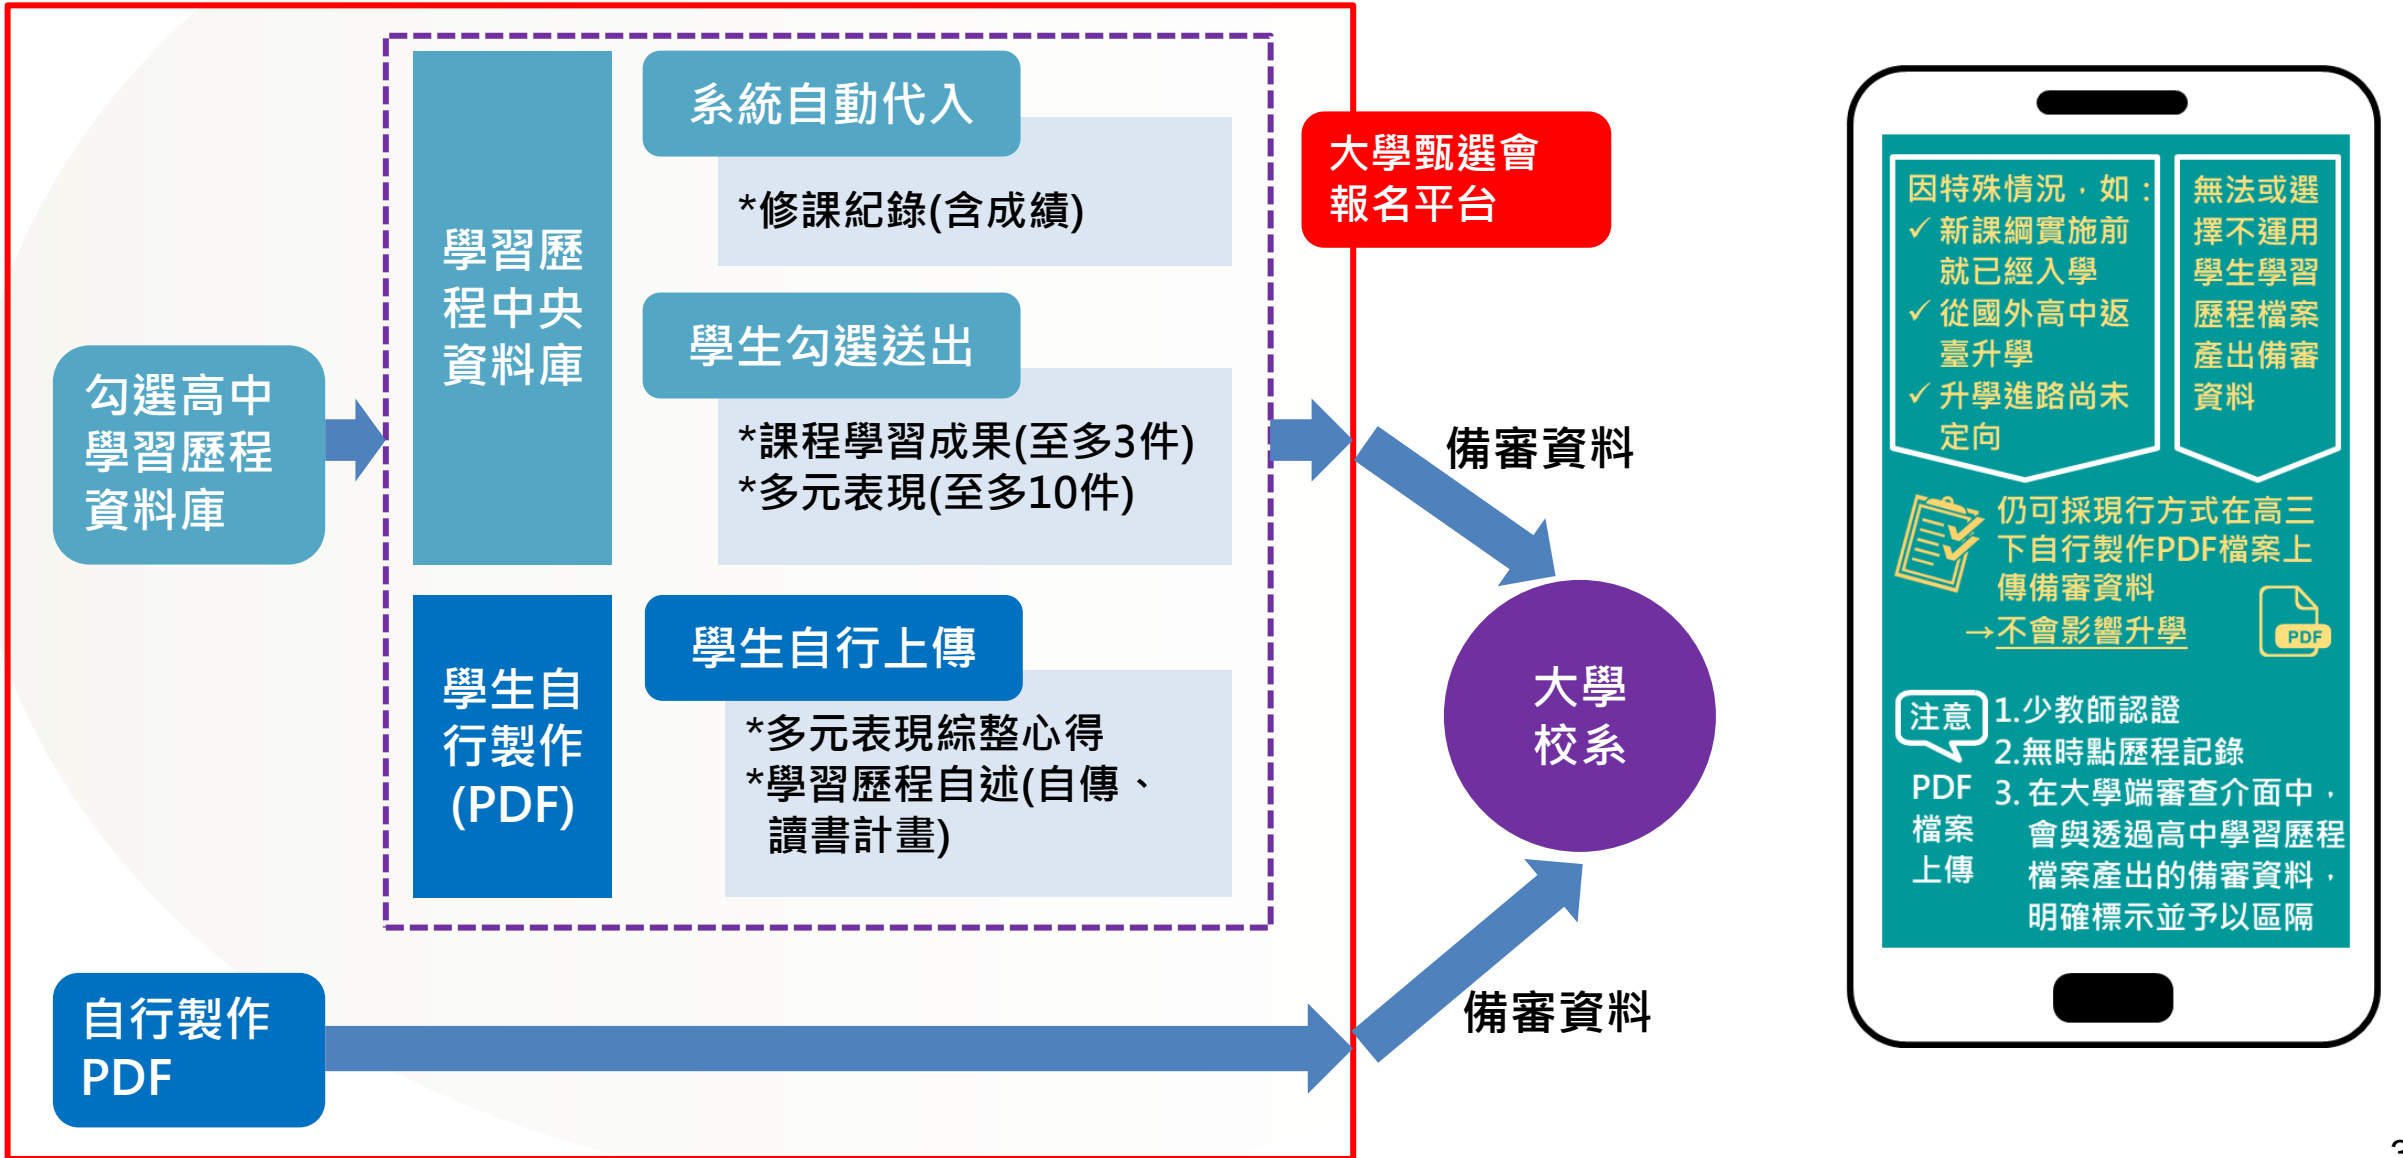 勾選高中
學習歷程
資料庫
學習歷
程中央
資料庫
系統自動代入
*修課紀錄(含成績)
學生勾選送出
*課程學習成果(至多3件)
*多元表現(至多10件)
學生自
行製作
(PDF)
學生自行上傳
*多元表現綜整心得
*學習歷程自述(自傳、
讀書計畫)
自行製作
PDF
大學甄選會
報名平台
備審資料
大學
校系
備審資料
因特殊情況，如：
✓新課綱實施前
就已經入學
✓從國外高中返
臺升學
✓升學進路尚未
定向
無法或選
擇不運用
學生學習
歷程檔案
產出備審
資料
仍可採現行方式在高三
下自行製作PDF檔案上
傳備審資料
→不會影響升學
PDF
注意
PDF
檔案
上傳
1.少教師認證
2.無時點歷程記錄
3. 在大學端審查介面中，
會與透過高中學習歷程
檔案產出的備審資料，
明確標示並予以區隔